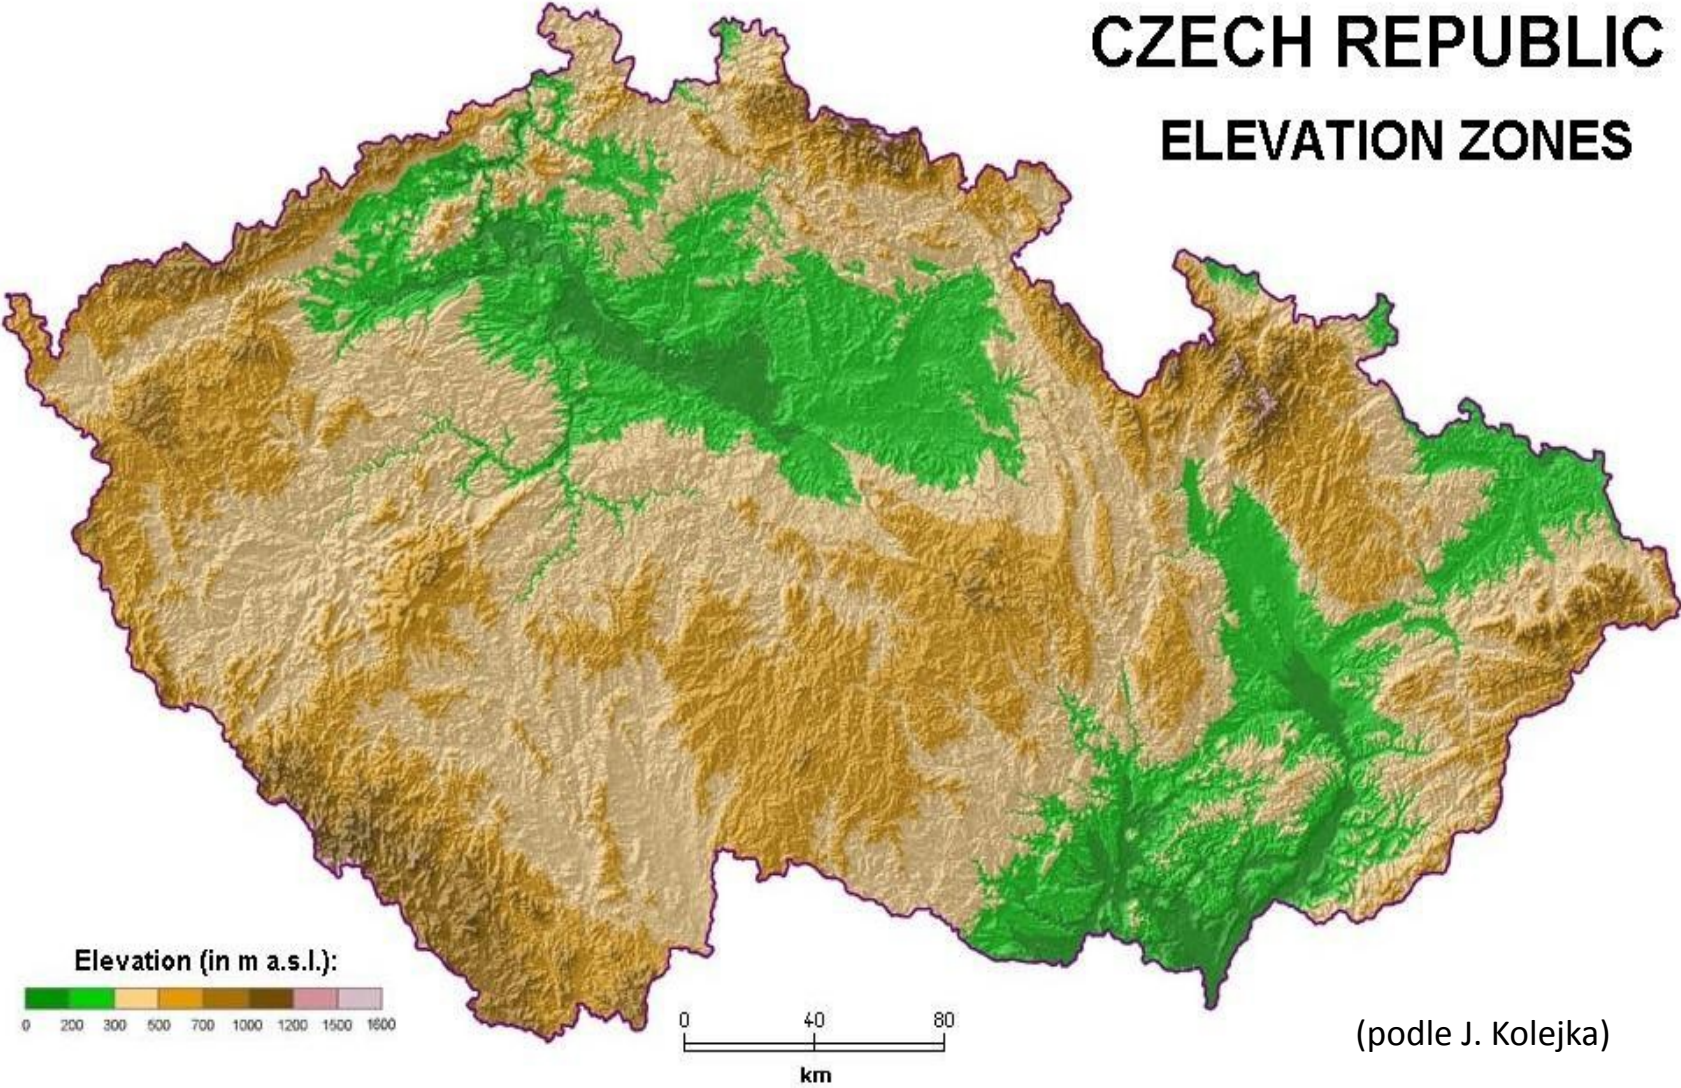 CZECH REPUBLIC
ELEVATION ZONES
Elevation (in m a.s.l.):
0 200 300 500 700 1000 1200 1500 1600
0 40 80
km
(podle J. Kolejka)